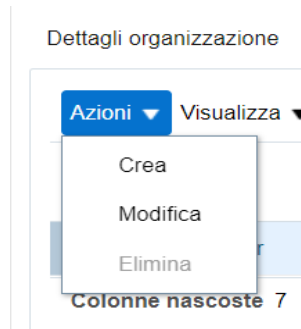 Dettagli organizzazione
Azioni Visualizza
Crea
Modifica
Elimina
Colonne nascoste 7